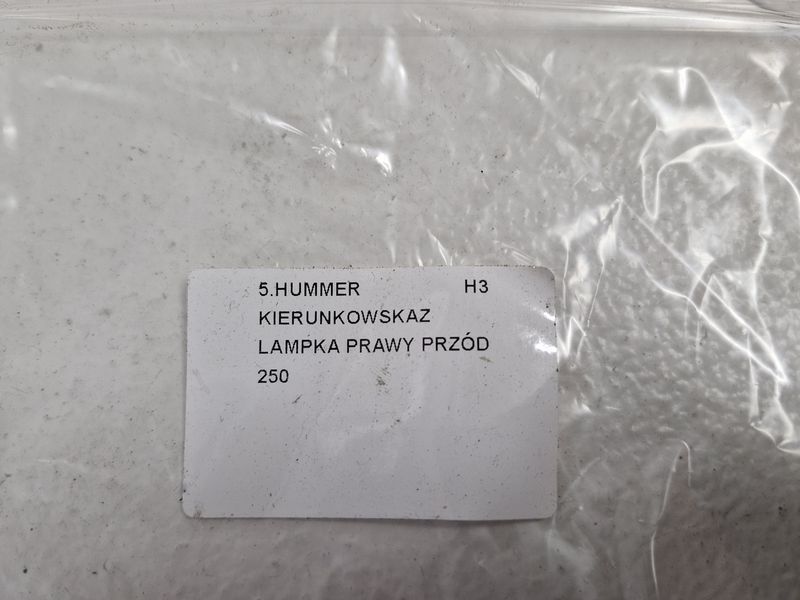 5.HUMMER H3
KIERUNKOWSKAZ
LAMPKA PRAWY PRZÓD
250